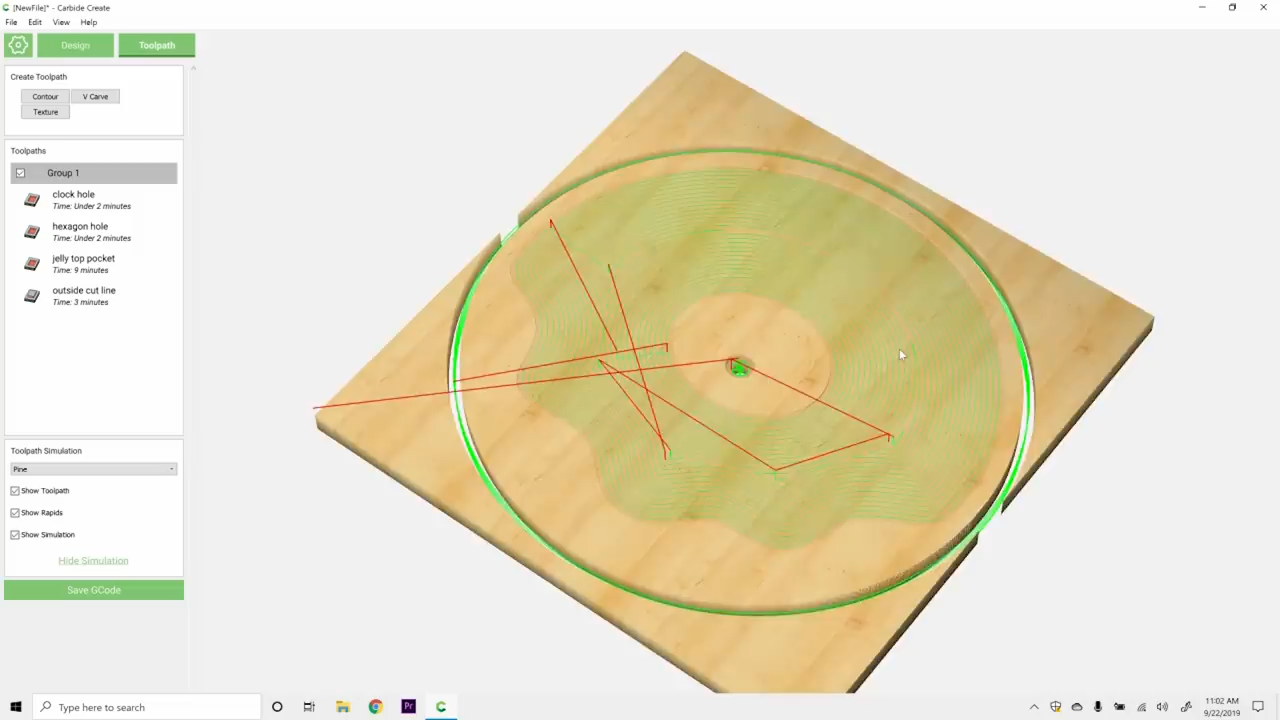 [NewFile]* - Carbide Create
File Edit View Help
Design Toolpath
Create Toolpath
Contour V Carve
Texture
Toolpaths
Group 1
clock hole
Time: Under 2 minutes
hexagon hole
Time: Under 2 minutes
jelly top pocket
Time: 9 minutes
outside cut line
Time: 3 minutes
Toolpath Simulation
Pine
Show Toolpath
Show Rapids
Show Simulation
Hide Simulation
Save GCode
Type here to search
Pr
11:02 AM
9/22/2019